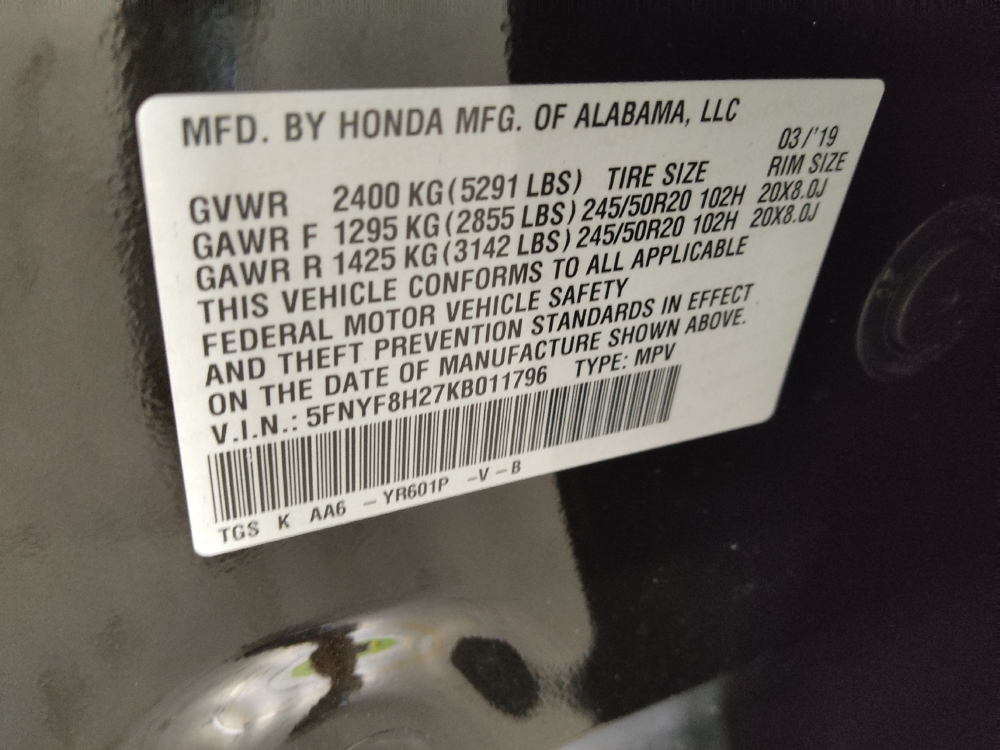 MFD. BY HONDA MFG. OF ALABAMA, LLC
03/'19
GVWR 2400 KG (5291 LBS) TIRE SIZE RIM SIZE
GAWR F 1295 KG (2855 LBS) 245/50R20 102H 20X8.0J
GAWR R 1425 KG (3142 LBS) 245/50R20 102H 20X8.0J
THIS VEHICLE CONFORMS TO ALL APPLICABLE
FEDERAL MOTOR VEHICLE SAFETY
AND THEFT PREVENTION STANDARDS IN EFFECT
ON THE DATE OF MANUFACTURE SHOWN ABOVE.
V.I.N.: 5FNYF8H27KB011796 TYPE: MPV
TGS K AA6 - YR601P -V-B